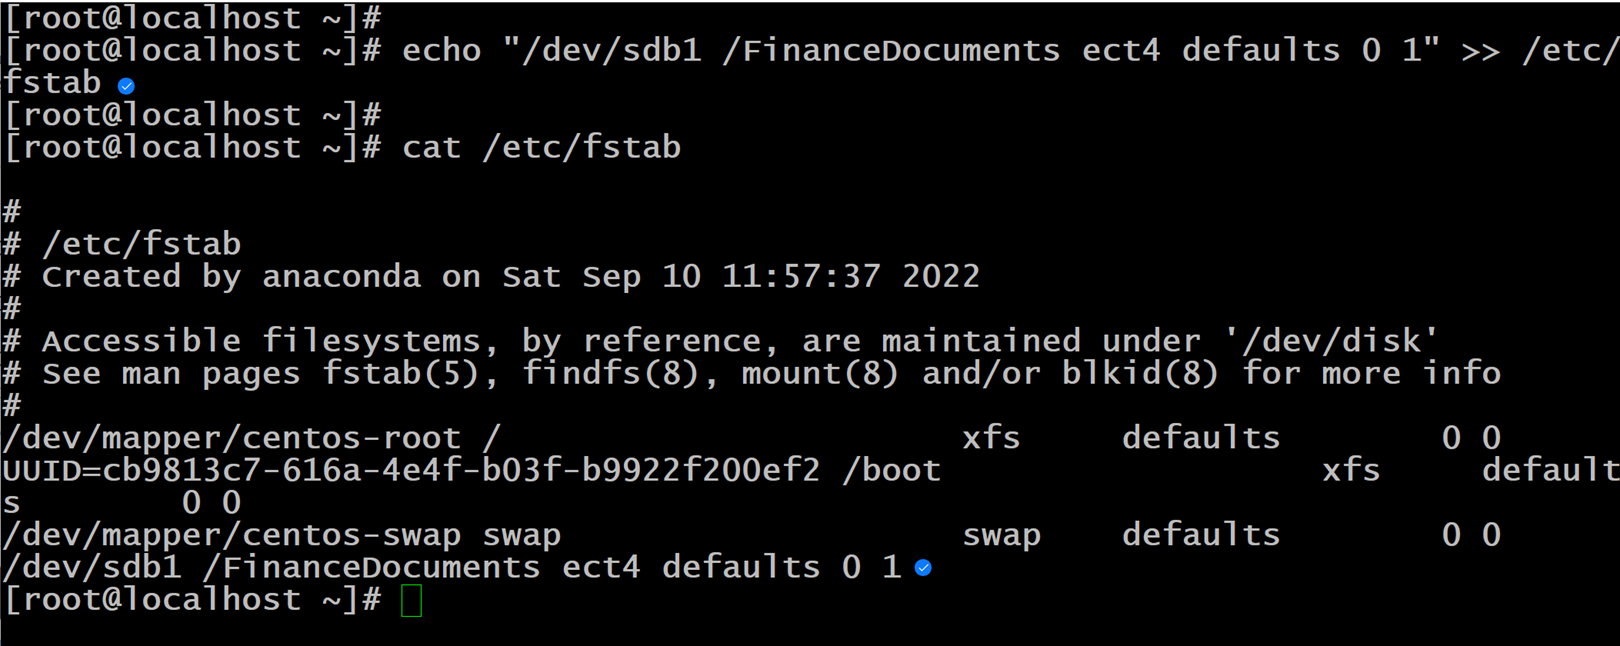 [root@localhost ~]#
[root@localhost ~]# echo "/dev/sdb1 /FinanceDocuments ect4 defaults 0 1" >> /etc/
fstab
[root@localhost ~]#
[root@localhost ~]# cat /etc/fstab
#
# /etc/fstab
# Created by anaconda on Sat Sep 10 11:57:37 2022
#
# Accessible filesystems, by reference, are maintained under '/dev/disk'
# See man pages fstab(5), findfs(8), mount(8) and/or blkid(8) for more info
#
/dev/mapper/centos-root / xfs defaults 0 0
UUID=cb9813c7-616a-4e4f-b03f-b9922f200ef2 /boot xfs default
s 0 0
/dev/mapper/centos-swap swap swap defaults 0 0
/dev/sdb1 /FinanceDocuments ect4 defaults 0 1
[root@localhost ~]#